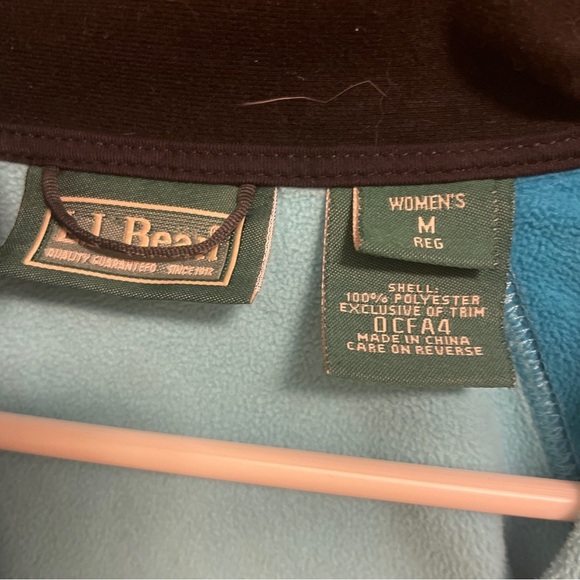 L.L.Bean
QUALITY GUARANTEED SINCE 1912
WOMEN'S
M
REG
SHELL:
100% POLYESTER
EXCLUSIVE OF TRIM
0CFA4
MADE IN CHINA
CARE ON REVERSE